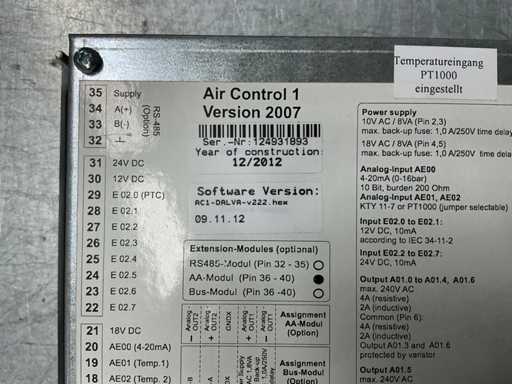 Air Control 1
Version 2007
Ser.-Nr:124931893
Year of construction:
12/2012
Software Version:
AC1-DALVA-v222.hex
09.11.12
Temperatureingang
PT1000
eingestellt
35 Supply
34 A(+)
33 B(-)
32
RS-485
(Option)
31 24V DC
30 12V DC
29 E 02.0 (PTC)
28 E 02.1
27 E 02.2
26 E 02.3
25 E 02.4
24 E 02.5
23 E 02.6
22 E 02.7
21 18V DC
20 AE00 (4-20mA)
19 AE01 (Temp.1)
18 AE02 (Temp. 2)
Extension-Modules (optional)
RS485-Modul (Pin 32 - 35)
AA-Modul (Pin 36 - 40)
Bus-Modul (Pin 36 -40)
Analog
OUT2
Analog
OUT2
GNDX
Analog
OUT1
Assignment
AA-Modul
(Option)
GNDX
Assignment
Bus-Modul
Power supply
10V AC / 8VA (Pin 2,3)
max. back-up fuse: 1,0 A/250V time delay
18V AC / 8VA (Pin 4,5)
max. back-up fuse: 1,0A/250V time delay
Analog-Input AE00
4-20mA (0-16bar)
10 Bit, burden 200 Ohm
Analog-Input AE01, AE02
KTY 11-7 or PT1000 (jumper selectable)
Input E02.0 to E02.1:
12V DC, 10mA
according to IEC 34-11-2
Input E02.2 to E02.7:
24V DC, 10mA
Output A01.0 to A01.4, A01.6
max. 240V AC
4A (resistive)
2A (inductive)
Common (Pin 6):
4A (resistive)
2A (inductive)
Output A01.3 and A01.6
protected by varistor
Output A01.5
max. 240V AC